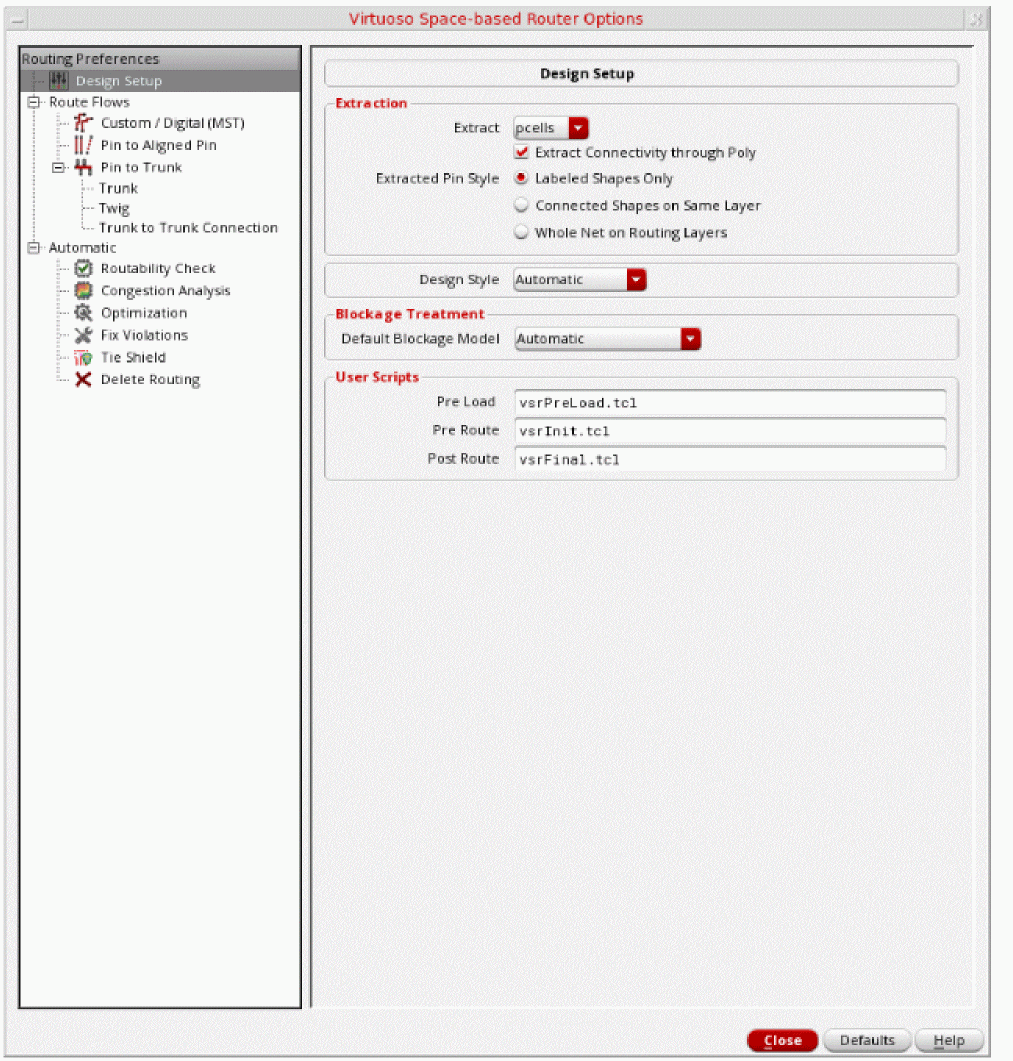 Virtuoso Space-based Router Options
Routing Preferences
Design Setup
Route Flows
Custom / Digital (MST)
Pin to Aligned Pin
Pin to Trunk
Trunk
Twig
Trunk to Trunk Connection
Automatic
Routability Check
Congestion Analysis
Optimization
Fix Violations
Tie Shield
Delete Routing
Design Setup
Extraction
Extract pcells
Extract Connectivity through Poly
Extracted Pin Style Labeled Shapes Only
Connected Shapes on Same Layer
Whole Net on Routing Layers
Design Style Automatic
Blockage Treatment
Default Blockage Model Automatic
User Scripts
Pre Load vsrPreLoad.tcl
Pre Route vsrInit.tcl
Post Route vsrFinal.tcl
Close Defaults Help